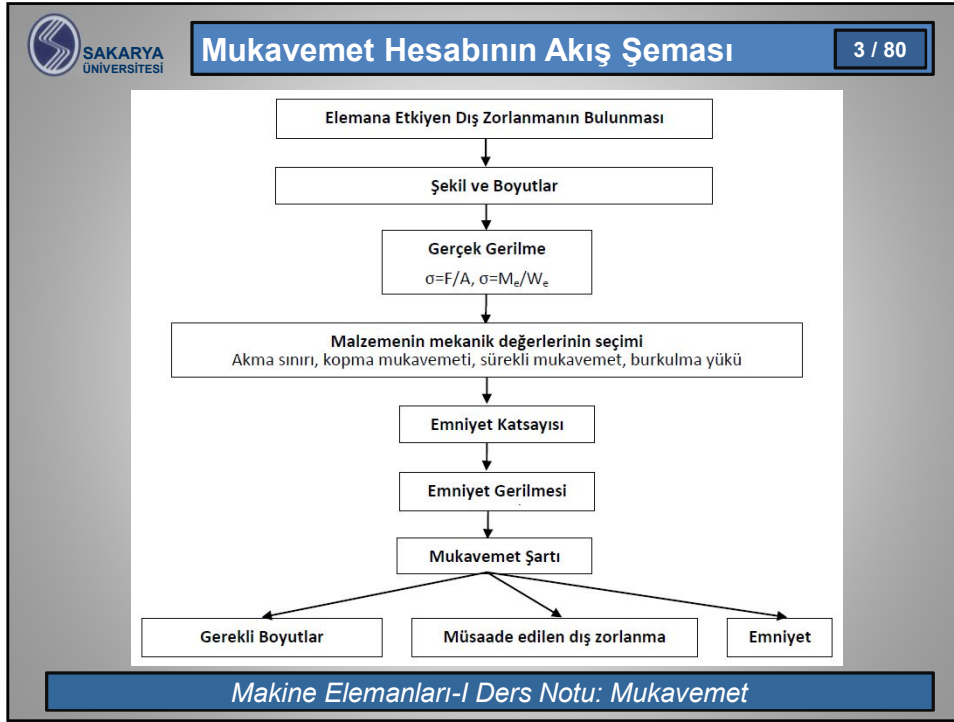 SAKARYA
ÜNİVERSİTESİ
Mukavemet Hesabının Akış Şeması
3 / 80
Elemana Etkiyen Dış Zorlanmanın Bulunması
Şekil ve Boyutlar
Gerçek Gerilme
σ=F/A, σ=Mₑ/Wₑ
Malzemenin mekanik değerlerinin seçimi
Akma sınırı, kopma mukavemeti, sürekli mukavemet, burkulma yükü
Emniyet Katsayısı
Emniyet Gerilmesi
Mukavemet Şartı
Gerekli Boyutlar
Müsaade edilen dış zorlanma
Emniyet
Makine Elemanları-I Ders Notu: Mukavemet